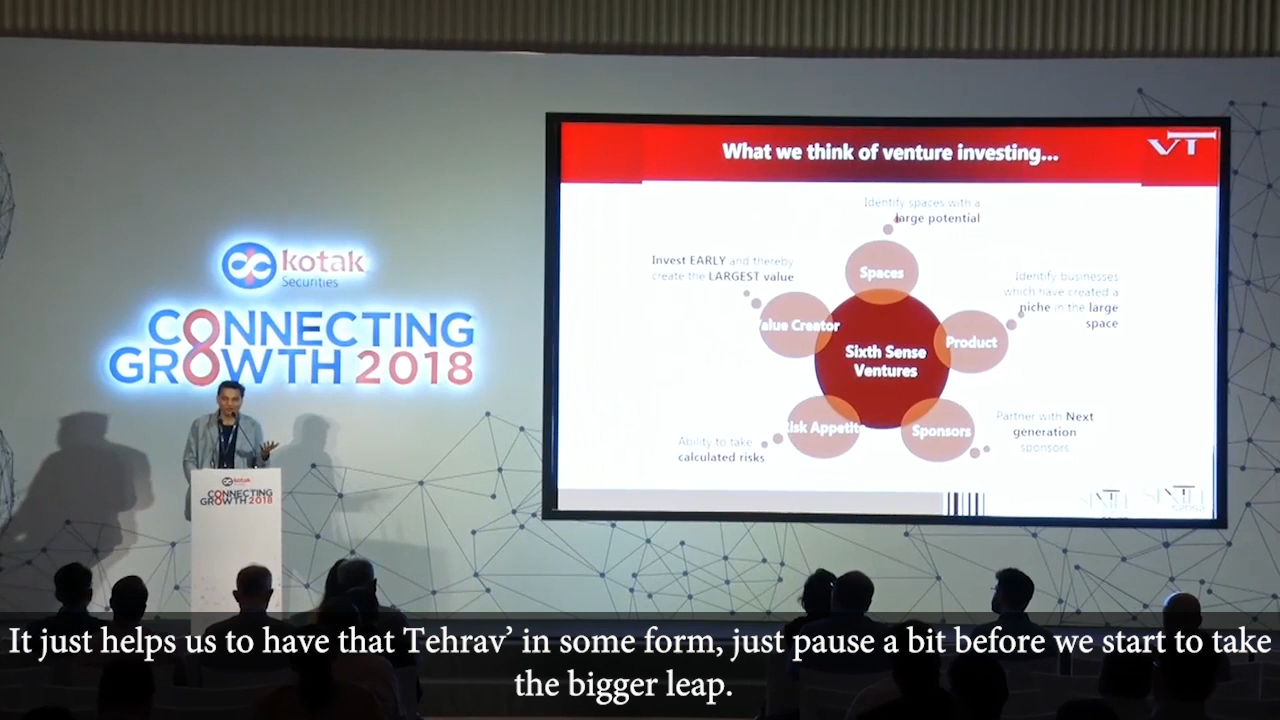 What we think of venture investing...
VT
Identify spaces with a
large potential
Invest EARLY and thereby
create the LARGEST value
Spaces
Identify businesses
which have created a
niche in the large
space
alue Creator
Product
Sixth Sense
Ventures
isk Appetite
Sponsors
Partner with Next
generation
sponsors
Ability to take
calculated risks
kotak
Securities
CONNECTING
GROWTH 2018
kotak
CONNECTING
GROWTH 2018
It just helps us to have that Tehrav’ in some form, just pause a bit before we start to take
the bigger leap.